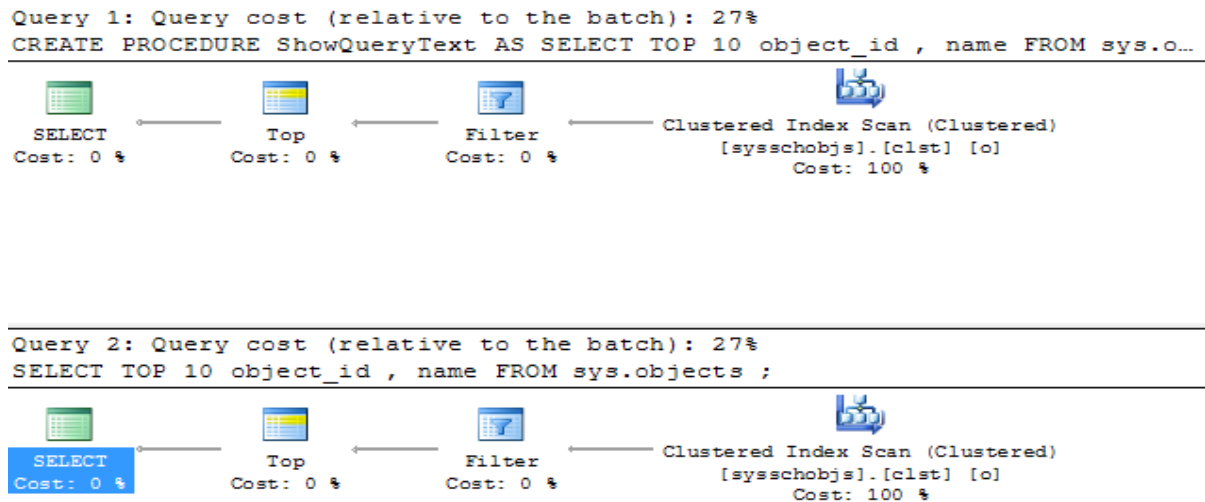 Query 1: Query cost (relative to the batch): 27%
CREATE PROCEDURE ShowQueryText AS SELECT TOP 10 object_id , name FROM sys.o…
SELECT
Cost: 0 %
Top
Cost: 0 %
Filter
Cost: 0 %
Clustered Index Scan (Clustered)
[sysschobjs].[clst] [o]
Cost: 100 %
Query 2: Query cost (relative to the batch): 27%
SELECT TOP 10 object_id , name FROM sys.objects ;
SELECT
Cost: 0 %
Top
Cost: 0 %
Filter
Cost: 0 %
Clustered Index Scan (Clustered)
[sysschobjs].[clst] [o]
Cost: 100 %